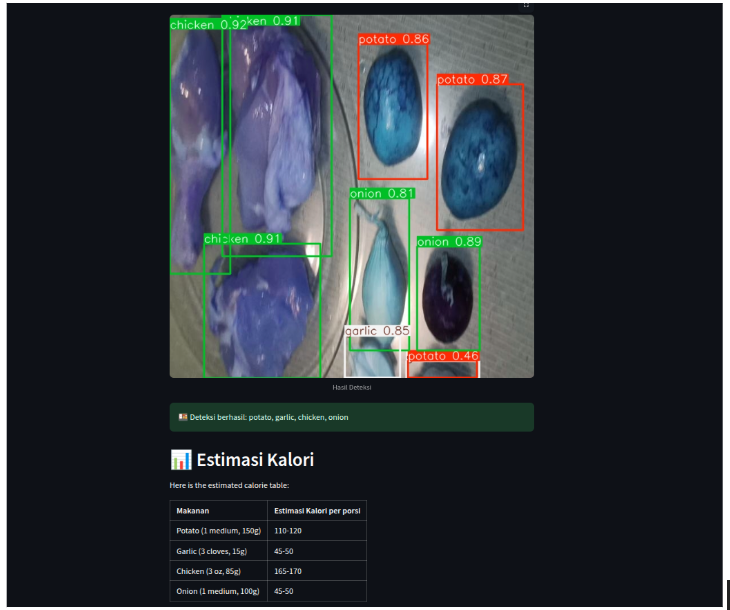 chicken 0.92
chicken 0.91
potato 0.86
potato 0.87
onion 0.81
chicken 0.91
onion 0.89
garlic 0.85
potato 0.46
Hasil Deteksi
🍱 Deteksi berhasil: potato, garlic, chicken, onion
📊 Estimasi Kalori
Here is the estimated calorie table:
Makanan Estimasi Kalori per porsi
Potato (1 medium, 150g) 110-120
Garlic (3 cloves, 15g) 45-50
Chicken (3 oz, 85g) 165-170
Onion (1 medium, 100g) 45-50